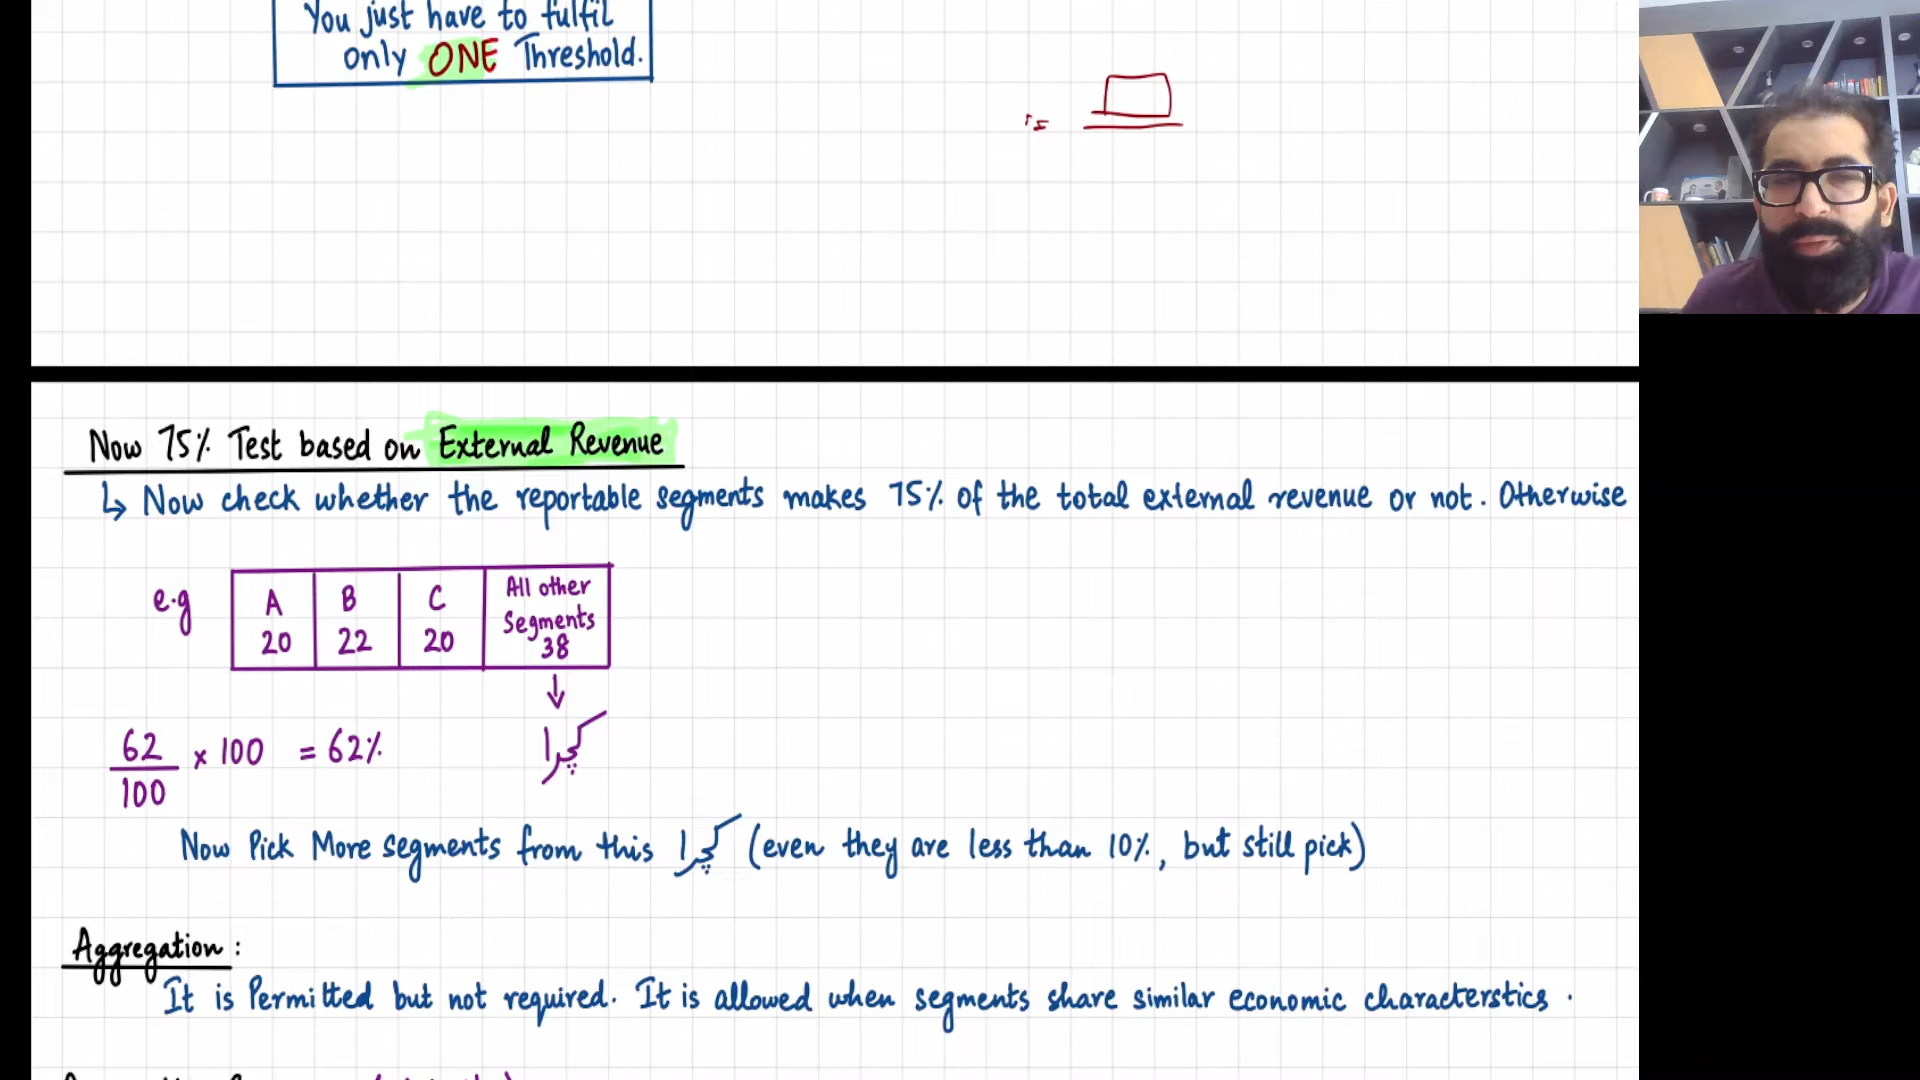 You just have to fulfil
only ONE Threshold.
Now 75% Test based on External Revenue
↳ Now check whether the reportable segments makes 75% of the total external revenue or not. Otherwise
e.g
A B C All other Segments
20 22 20 38
↓
62/100 × 100 = 62% کچرا
Now Pick More segments from this کچرا (even they are less than 10%, but still pick)
Aggregation:
It is Permitted but not required. It is allowed when segments share similar economic characterstics.